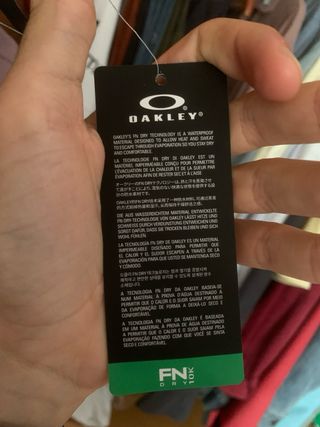 OAKLEY
OAKLEY'S FN DRY TECHNOLOGY IS A WATERPROOF
MATERIAL DESIGNED TO ALLOW HEAT AND SWEAT
TO ESCAPE THROUGH EVAPORATION SO YOU STAY DRY
AND COMFORTABLE.
LA TECHNOLOGIE FN DRY DI OAKLEY EST UN
MATÉRIEL IMPERMÉABLE CONÇU POUR PERMETTRE
L'ÉVACUATION DE LA CHALEUR ET DE LA SUEUR PAR
ÉVAPORATION AFIN DE RESTER SEC ET À L'AISE
DIE AUS WASSERDICHTEM MATERIAL ENTWICKELTE
FN DRY-TECHNOLOGIE VON OAKLEY LÄSST HITZE UND
SCHWEISS DURCH VERDUNSTUNG ENTWEICHEN UND
SORGT DAFÜR, DASS SIE TROCKEN BLEIBEN UND SICH
WOHL FÜHLEN
LA TECNOLOGÍA FN DRY DE OAKLEY ES UN MATERIAL
IMPERMEABLE DISEÑADO PARA PERMITIR QUE
EL CALOR Y EL SUDOR ESCAPEN A TRAVÉS DE LA
EVAPORACIÓN PARA QUE USTED SE MANTENGA SECO
Y CÓMODO.
A TECNOLOGIA FN DRY DA OAKLEY BASEIA-SE
NUM MATERIAL À PROVA D'ÁGUA DESTINADO A
PERMITIR QUE O CALOR E O SUOR SAIAM POR MEIO
DA EVAPORAÇÃO DE FORMA A DEIXÁ-LO SECO E
CONFORTÁVEL.
A TECNOLOGIA FN DRY DA OAKLEY É BASEADA
EM UM MATERIAL À PROVA DE ÁGUA DESENHADO A
PERMITIR QUE O CALOR E O SUOR SAIAM PELA
EVAPORAÇÃO FAZENDO COM QUE VOCÊ SE SINTA
SECO E CONFORTÁVEL.
FN
DRY
10K